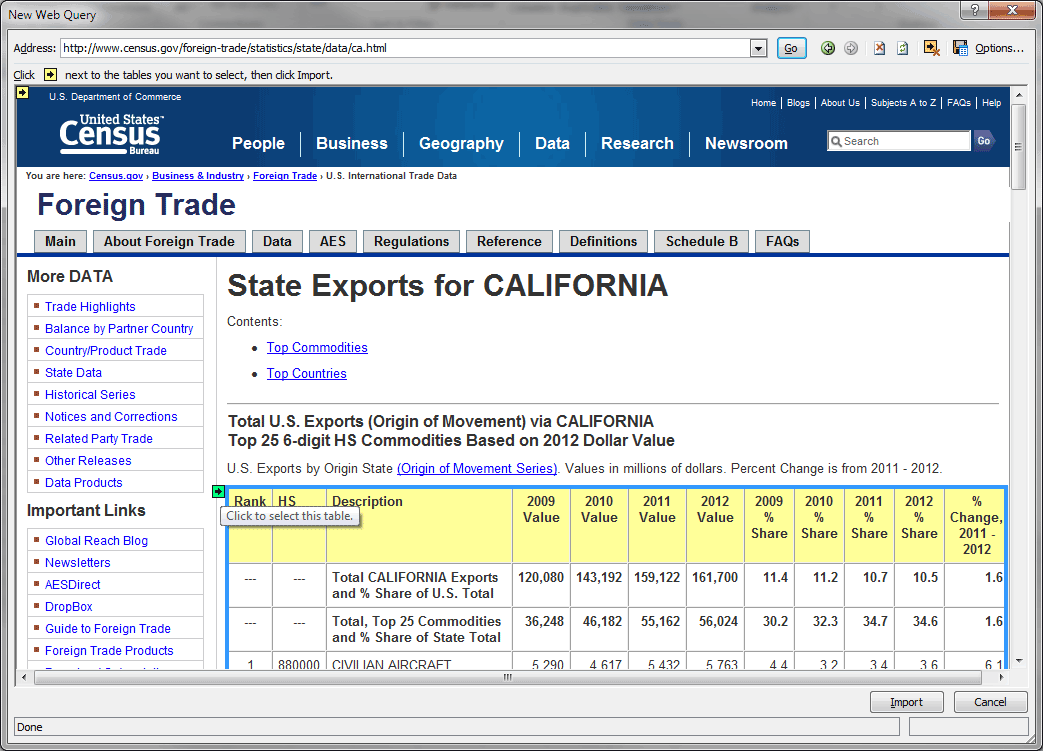 New Web Query
Address: http://www.census.gov/foreign-trade/statistics/state/data/ca.html Go Options...
Click next to the tables you want to select, then click Import.
U.S. Department of Commerce
Home | Blogs | About Us | Subjects A to Z | FAQs | Help
United States™
Census
Bureau
People Business Geography Data Research Newsroom Search Go
You are here: Census.gov › Business & Industry › Foreign Trade › U.S. International Trade Data
Foreign Trade
Main About Foreign Trade Data AES Regulations Reference Definitions Schedule B FAQs
More DATA
Trade Highlights
Balance by Partner Country
Country/Product Trade
State Data
Historical Series
Notices and Corrections
Related Party Trade
Other Releases
Data Products
Important Links
Global Reach Blog
Newsletters
AESDirect
DropBox
Guide to Foreign Trade
Foreign Trade Products
State Exports for CALIFORNIA
Contents:
Top Commodities
Top Countries
Total U.S. Exports (Origin of Movement) via CALIFORNIA
Top 25 6-digit HS Commodities Based on 2012 Dollar Value
U.S. Exports by Origin State (Origin of Movement Series). Values in millions of dollars. Percent Change is from 2011 - 2012.
Rank HS Description 2009 Value 2010 Value 2011 Value 2012 Value 2009 % Share 2010 % Share 2011 % Share 2012 % Share % Change, 2011 - 2012
Click to select this table.
--- --- Total CALIFORNIA Exports and % Share of U.S. Total 120,080 143,192 159,122 161,700 11.4 11.2 10.7 10.5 1.6
--- --- Total, Top 25 Commodities and % Share of State Total 36,248 46,182 55,162 56,024 30.2 32.3 34.7 34.6 1.6
1 880000 CIVILIAN AIRCRAFT 5,290 4,617 5,432 5,763 4.4 3.2 3.4 3.6 6.1
Import Cancel
Done